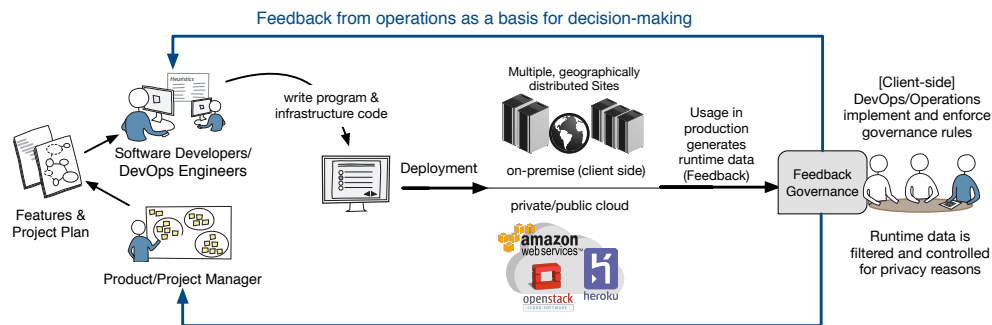 Feedback from operations as a basis for decision-making
Heuristics
write program &
infrastructure code
Software Developers/
DevOps Engineers
Features &
Project Plan
Product/Project Manager
Deployment
Multiple, geographically
distributed Sites
on-premise (client side)
private/public cloud
amazon
webservices™
openstack
CLOUD SOFTWARE
heroku
Usage in
production
generates
runtime data
(Feedback)
Feedback
Governance
[Client-side]
DevOps/Operations
implement and enforce
governance rules
Runtime data is
filtered and controlled
for privacy reasons